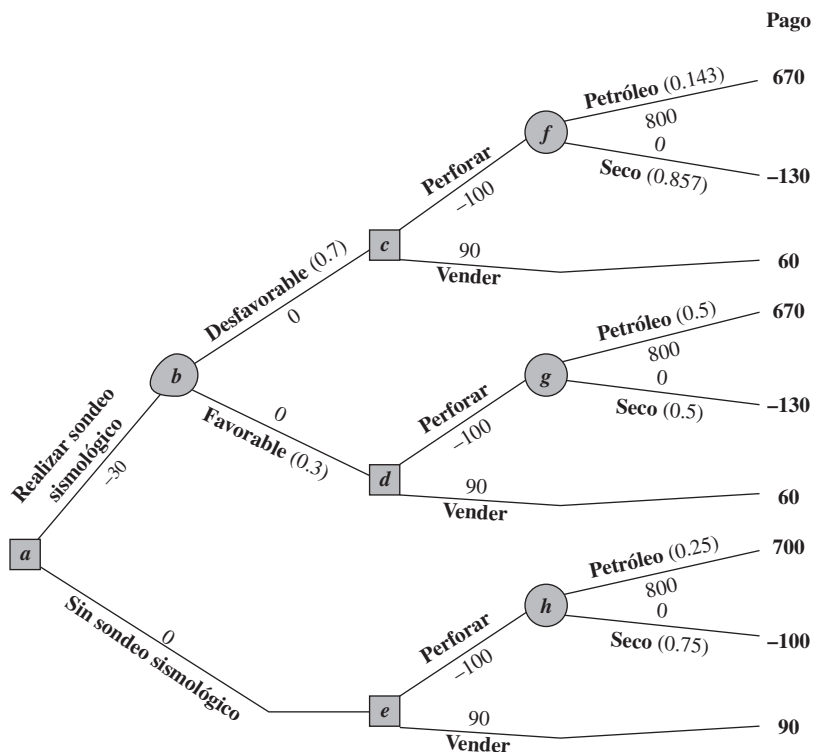 Pago
Petróleo (0.143)
670
800
f
0
Seco (0.857)
–130
Perforar
–100
c
90
Vender
60
Desfavorable (0.7)
0
Petróleo (0.5)
670
800
b
g
0
Seco (0.5)
–130
Perforar
–100
0
Favorable (0.3)
d
90
Vender
60
Realizar sondeo
sismológico
–30
a
Petróleo (0.25)
700
800
h
0
Seco (0.75)
–100
Perforar
–100
0
Sin sondeo sismológico
e
90
Vender
90